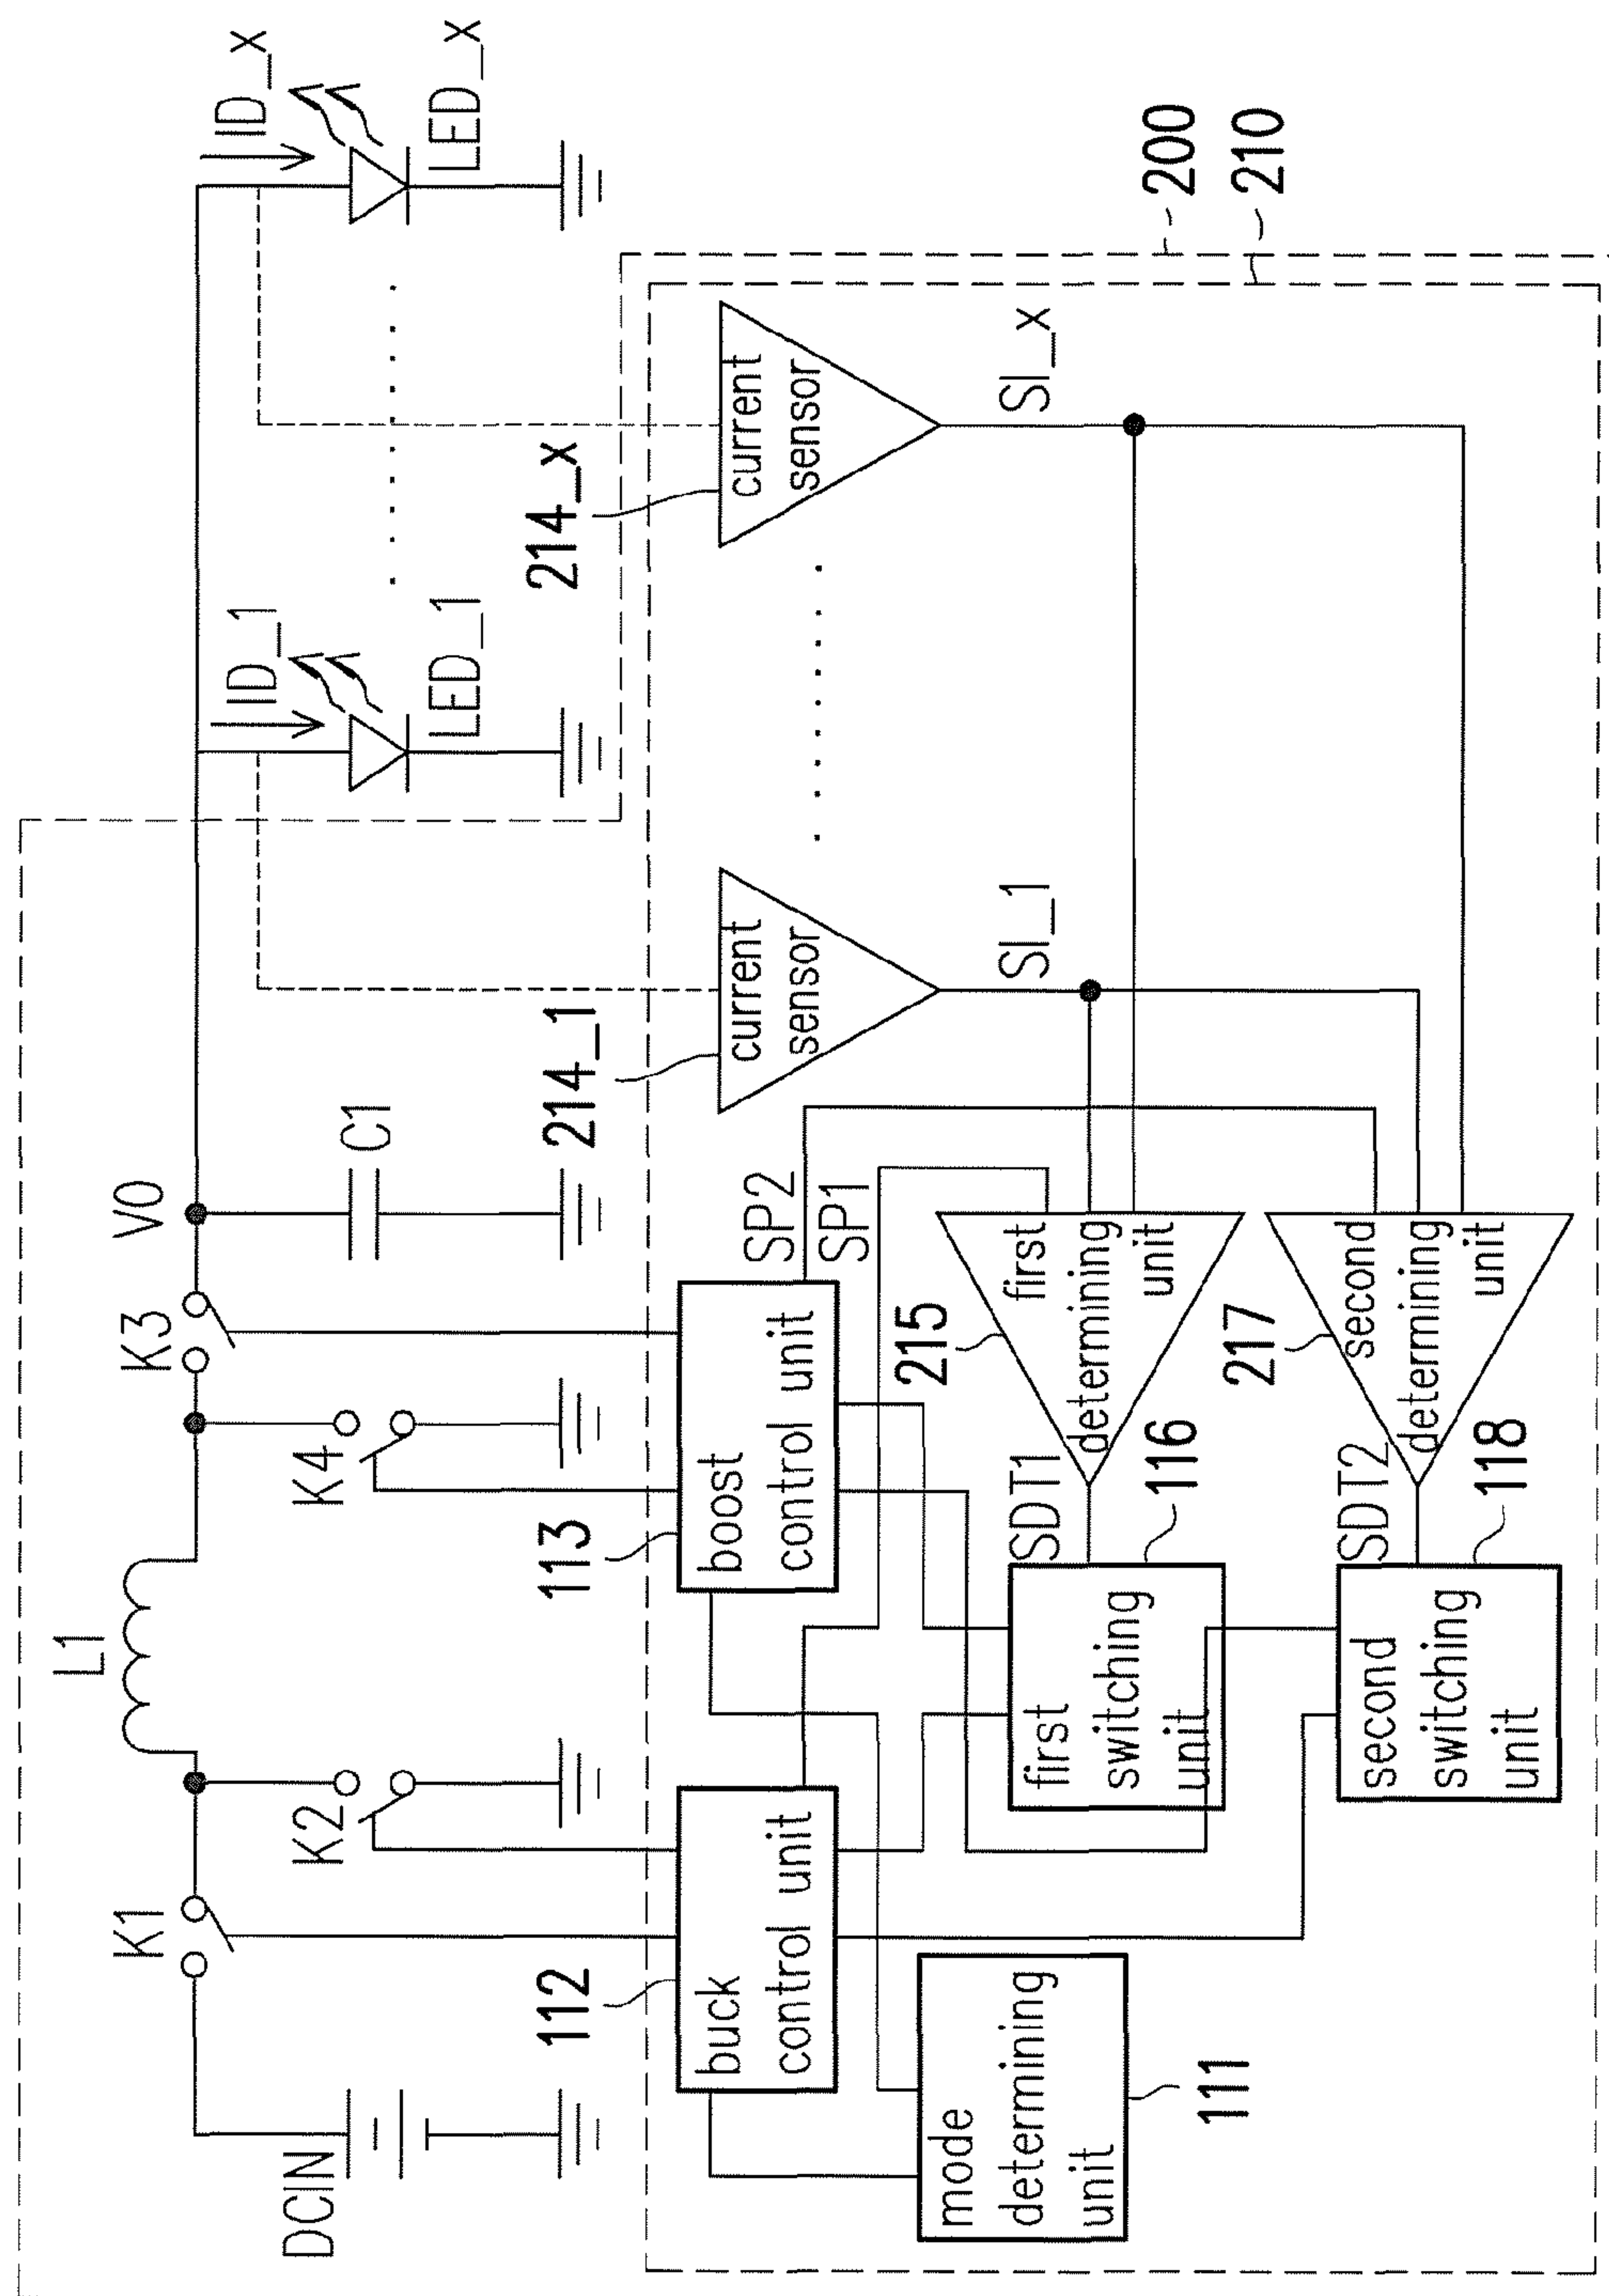 DCIN
K1
K2
L1
K4
K3
VO
C1
ID_1
LED_1
ID_x
LED_x
112
buck
control unit
113
boost
control unit
SP2
SP1
214_1
current
sensor
SI_1
214_x
current
sensor
SI_x
200
210
mode
determining
unit
111
first
switching
unit
116
SDT1
215
first
determining
unit
second
switching
unit
118
SDT2
217
second
determining
unit